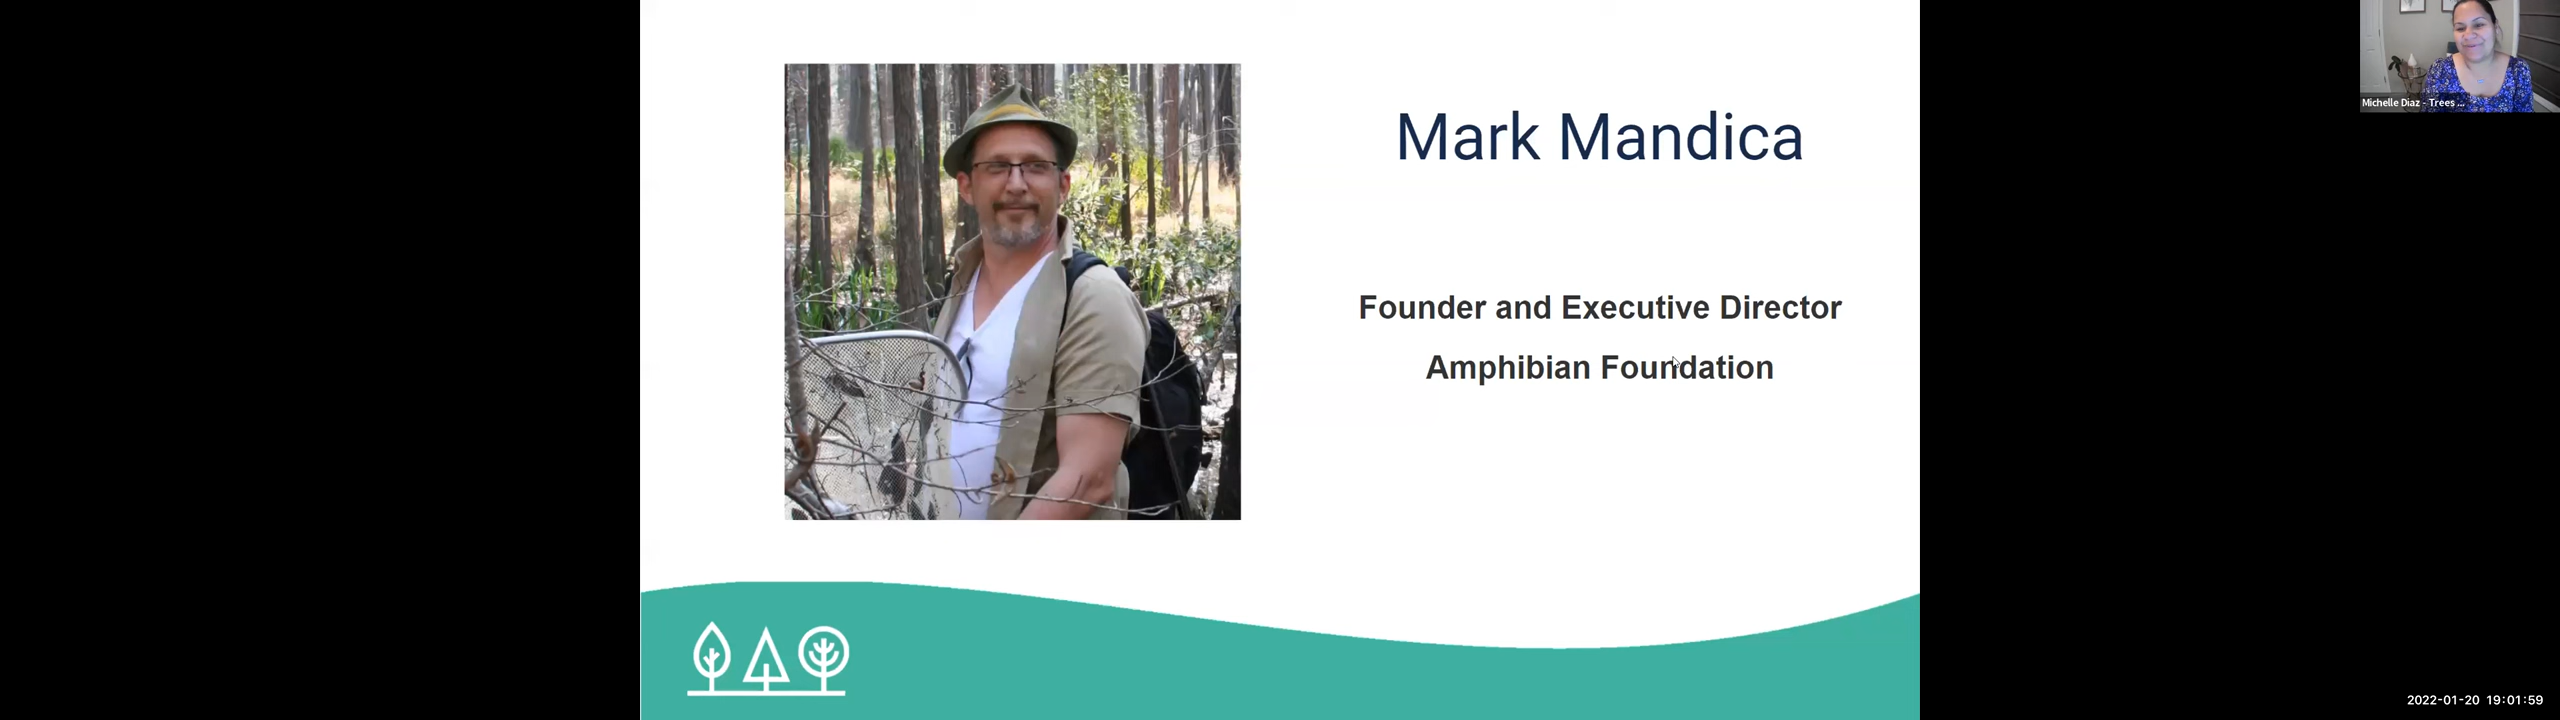 Mark Mandica
Founder and Executive Director
Amphibian Foundation
Michelle Diaz - Trees ...
2022-01-20 19:01:59